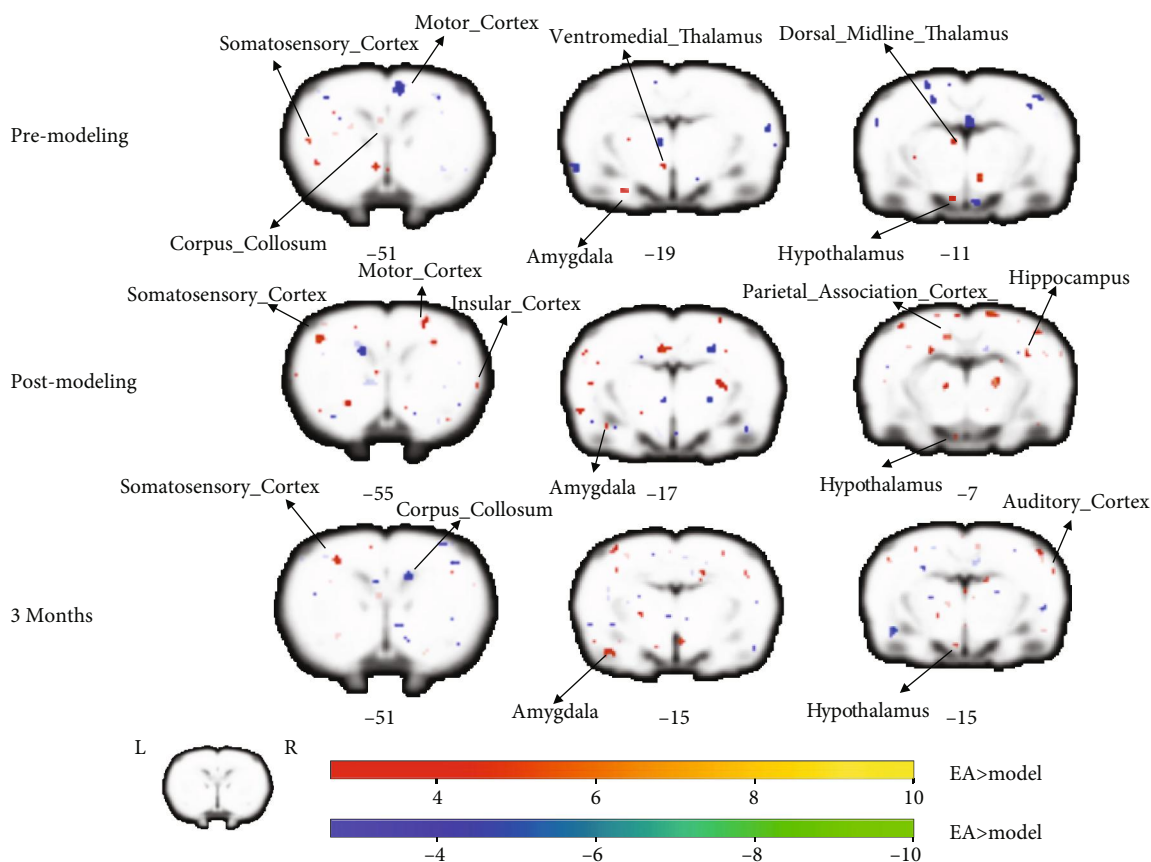 Motor_Cortex
Somatosensory_Cortex
Ventromedial_Thalamus
Dorsal_Midline_Thalamus
Pre-modeling
Corpus_Collosum
–51
Amygdala
–19
Hypothalamus
–11
Motor_Cortex
Somatosensory_Cortex
Insular_Cortex
Parietal_Association_Cortex_
Hippocampus
Post-modeling
–55
Amygdala
–17
Hypothalamus
–7
Somatosensory_Cortex
Corpus_Collosum
Auditory_Cortex
3 Months
–51
Amygdala
–15
Hypothalamus
–15
L R
EA>model
4 6 8 10
EA>model
–4 –6 –8 –10